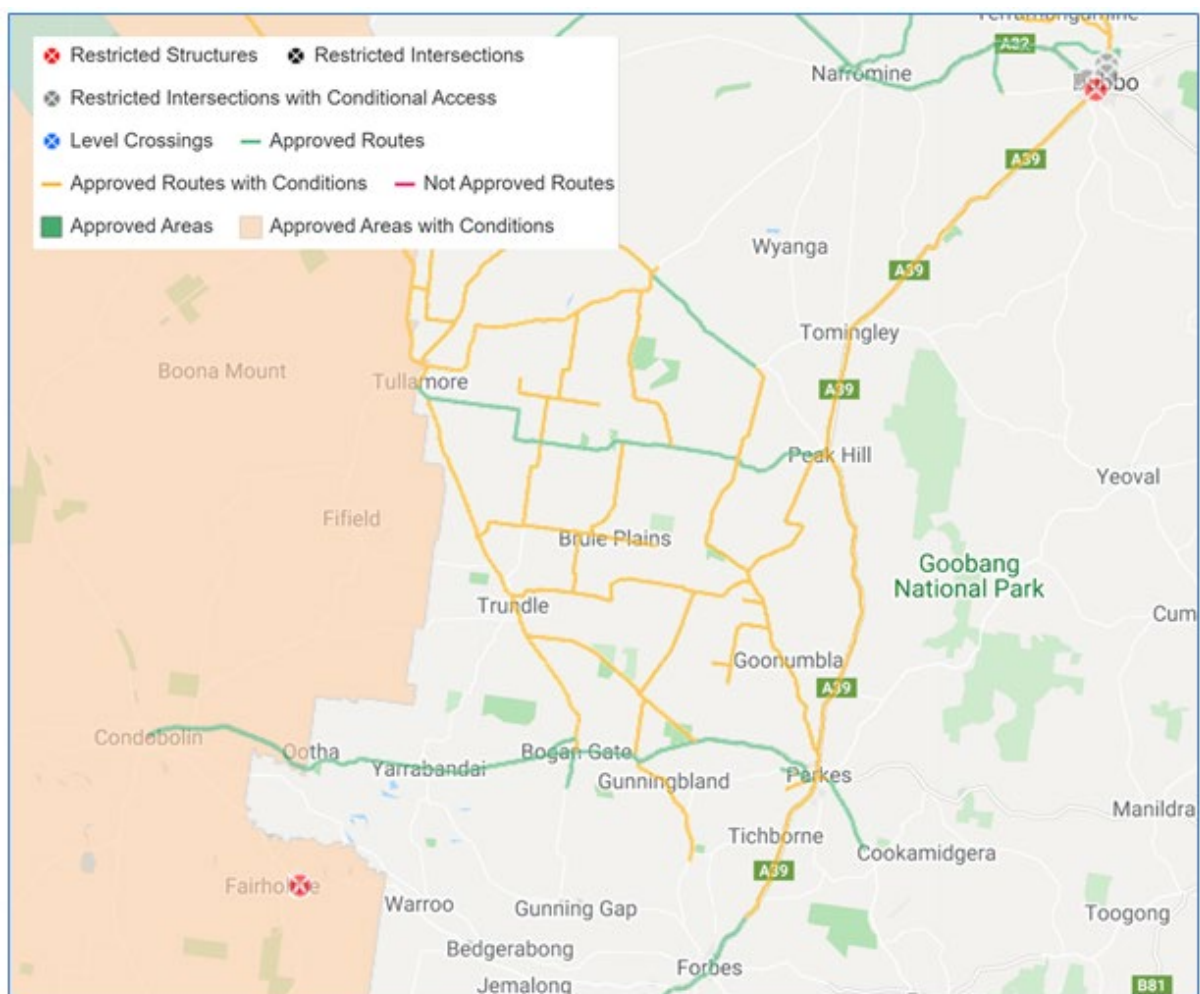 Restricted Structures Restricted Intersections
Restricted Intersections with Conditional Access
Level Crossings Approved Routes
Approved Routes with Conditions Not Approved Routes
Approved Areas Approved Areas with Conditions
A32
Narromine
A39
Wyanga
A39
Tomingley
Boona Mount
Tullamore
A39
Peak Hill
Yeoval
Fifield
Brule Plains
Goobang
National Park
Trundle
Cum
Goonumbla
A39
Condobolin
Ootha
Bogan Gate
Yarrabandai
Gunningbland
Parkes
Manildra
Tichborne
Cookamidgera
A39
Warroo
Gunning Gap
Toogong
Bedgerabong
Forbes
Jemalong
B81